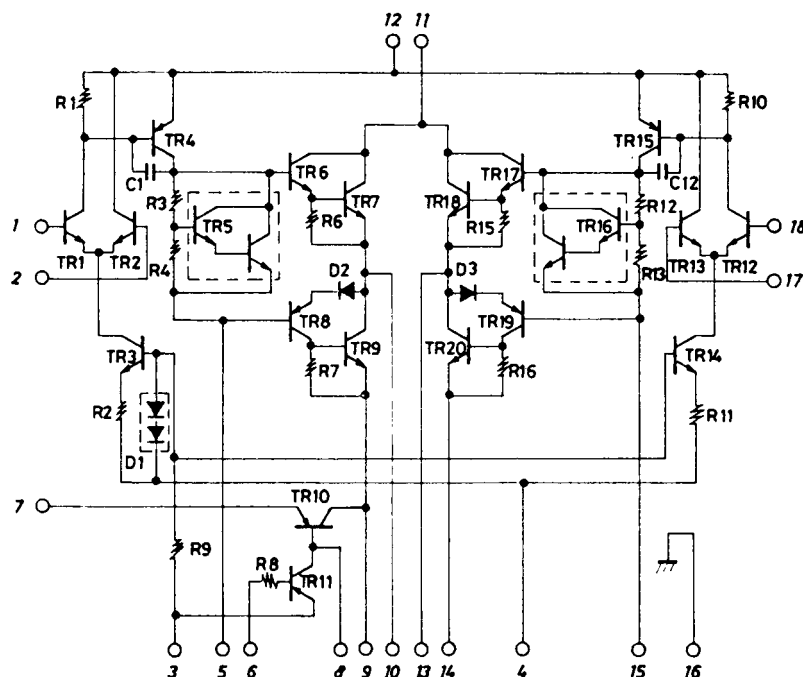 12 11
R1 R10
TR4 TR15
C1 TR6 TR17 C12
R3 TR5 TR7 TR18 TR16 R12
1 R6 R15 18
R4 TR1 TR2 D2 D3 R13 TR13 TR12
2 17
TR8 TR19
TR3 TR9 TR20 TR14
R7 R16
R2 R11
D1
7 TR10
R9 R8 TR11
3 5 6 8 9 10 13 14 4 15 16